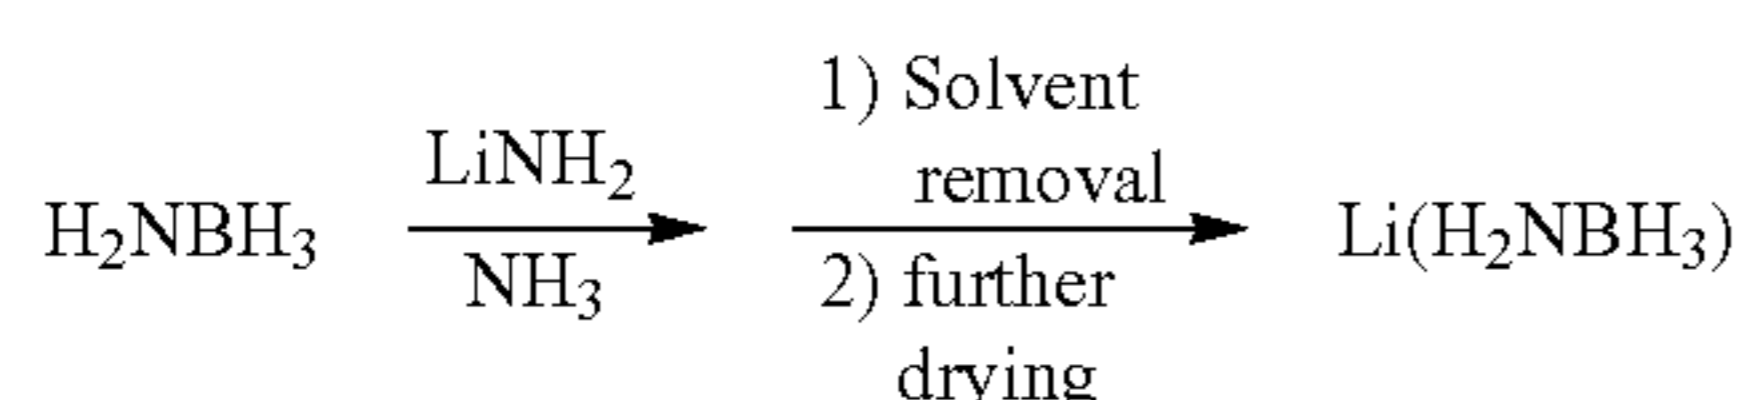 H₂NBH₃
LiNH₂
NH₃
1) Solvent
removal
2) further
drying
Li(H₂NBH₃)